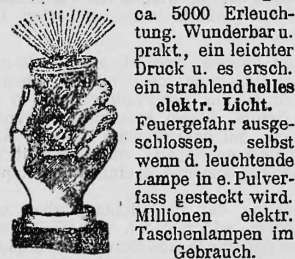 ca. 5000 Erleuch-
tung. Wunderbar u.
prakt., ein leichter
Druck u. es ersch.
ein strahlend helles
elektr. Licht.
Feuergefahr ausge-
schlossen, selbst
wenn d. leuchtende
Lampe in e. Pulver-
fass gesteckt wird.
Millionen elektr.
Taschenlampen im
Gebrauch.